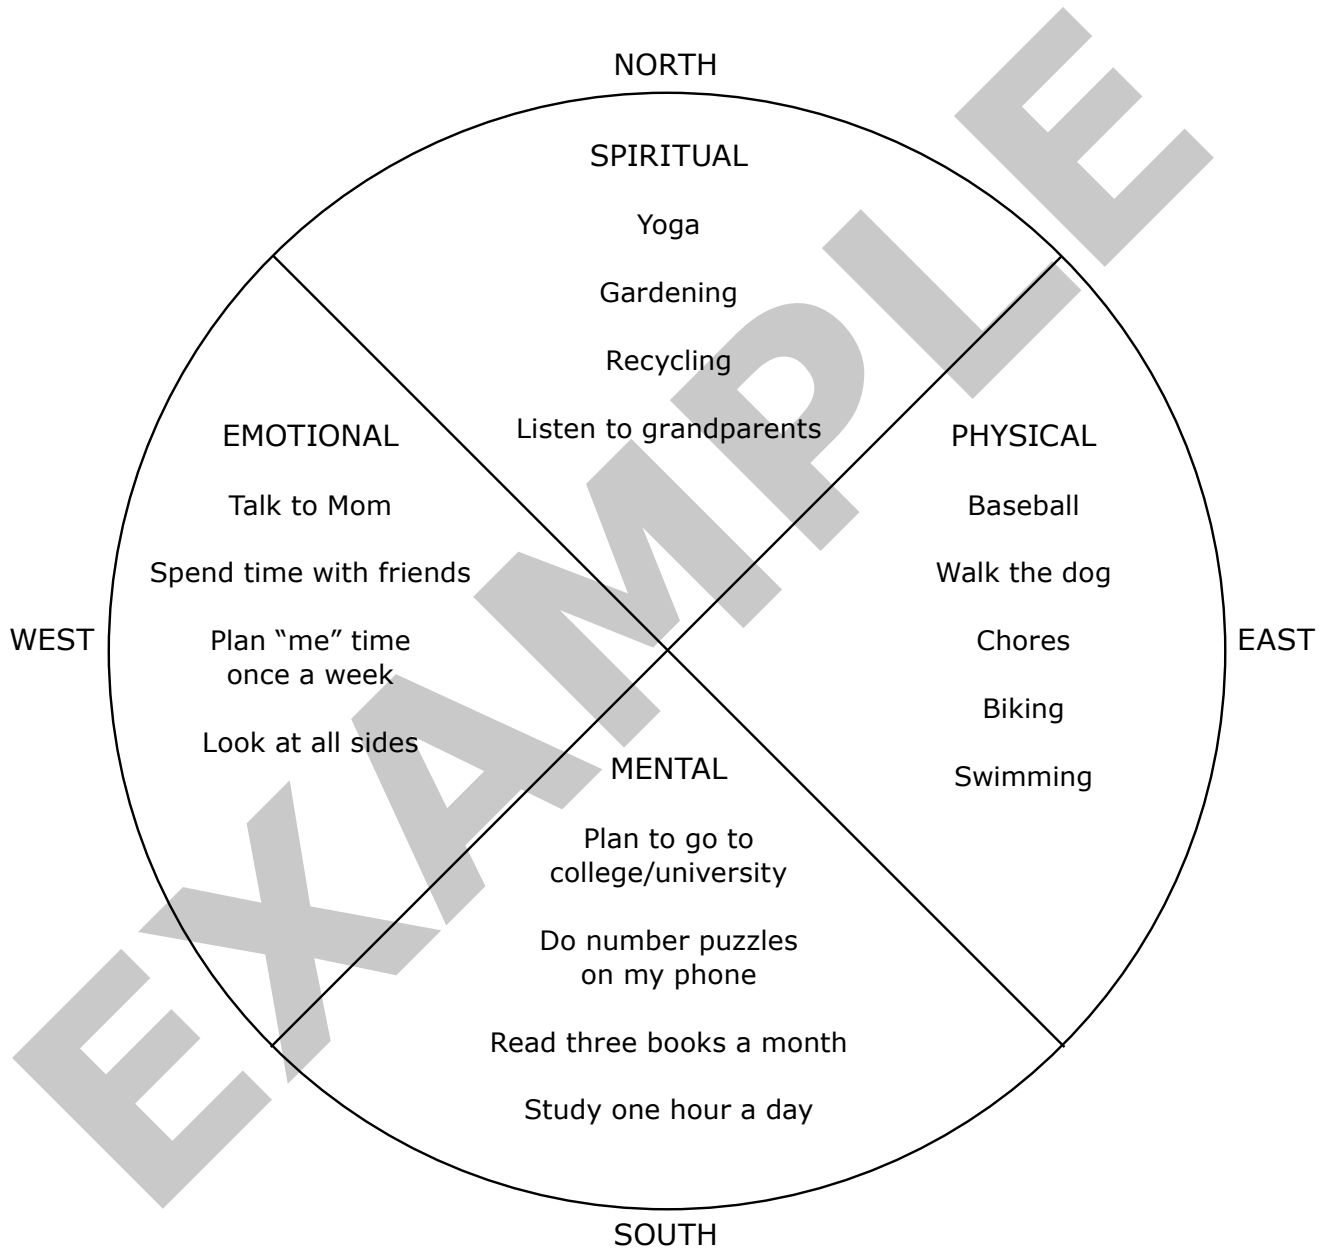 NORTH
SPIRITUAL
Yoga
Gardening
Recycling
Listen to grandparents
WEST
EMOTIONAL
Talk to Mom
Spend time with friends
Plan “me” time
once a week
Look at all sides
PHYSICAL
Baseball
Walk the dog
Chores
Biking
Swimming
EAST
MENTAL
Plan to go to
college/university
Do number puzzles
on my phone
Read three books a month
Study one hour a day
SOUTH
EXAMPLE